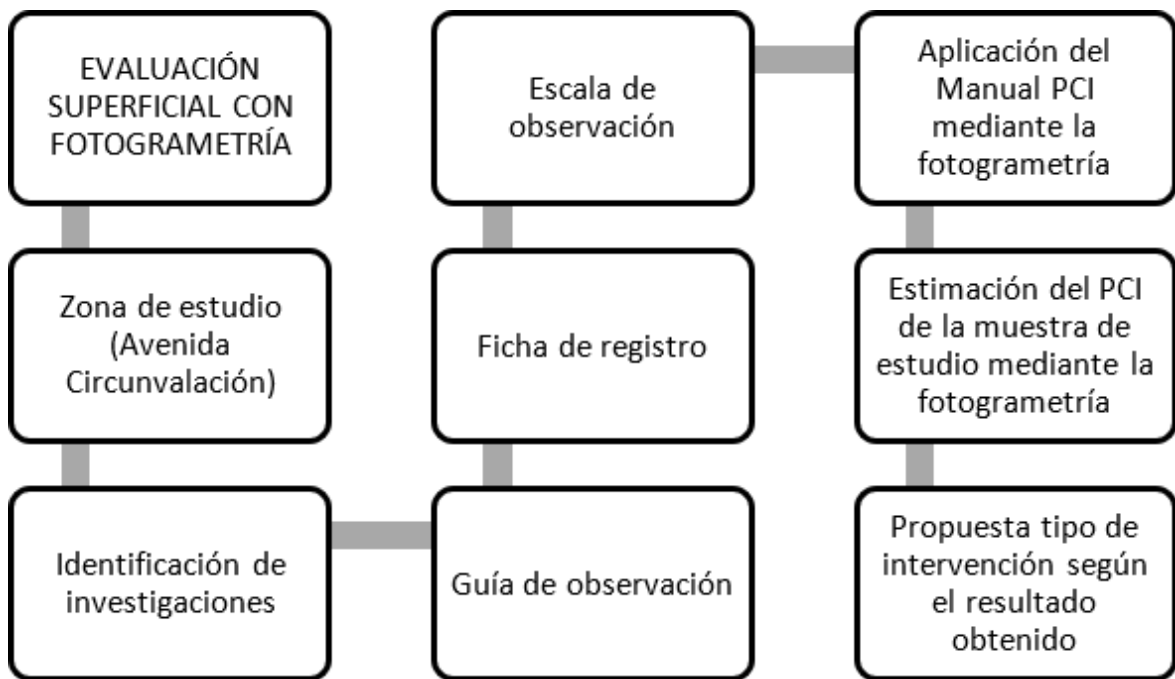 EVALUACIÓN
SUPERFICIAL CON
FOTOGRAMETRÍA
Zona de estudio
(Avenida
Circunvalación)
Identificación de
investigaciones
Guía de observación
Ficha de registro
Escala de
observación
Aplicación del
Manual PCI
mediante la
fotogrametría
Estimación del PCI
de la muestra de
estudio mediante la
fotogrametría
Propuesta tipo de
intervención según
el resultado
obtenido